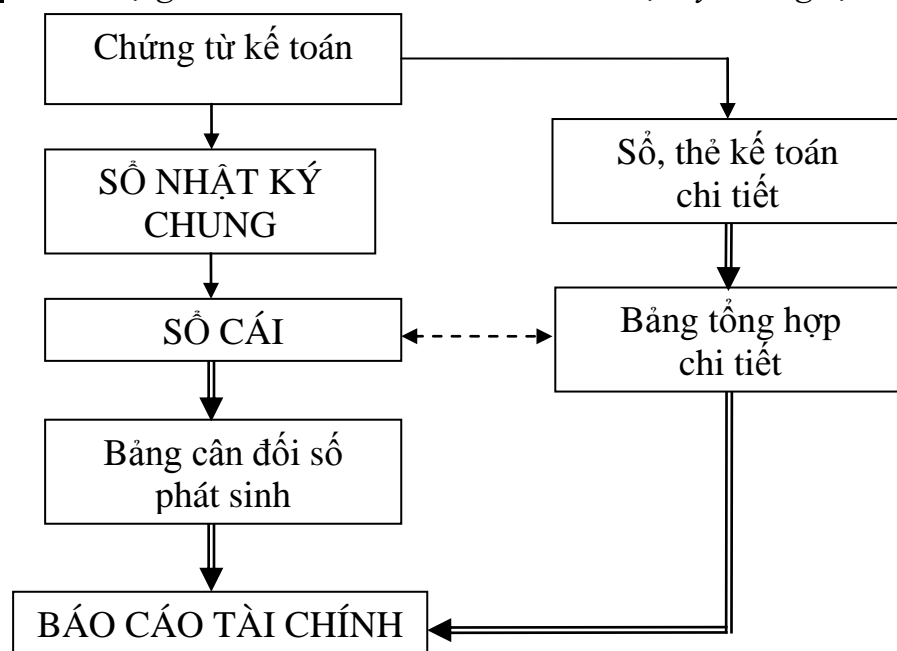 Chứng từ kế toán
Sổ, thẻ kế toán
chi tiết
SỔ NHẬT KÝ
CHUNG
SỔ CÁI
Bảng tổng hợp
chi tiết
Bảng cân đối số
phát sinh
BÁO CÁO TÀI CHÍNH